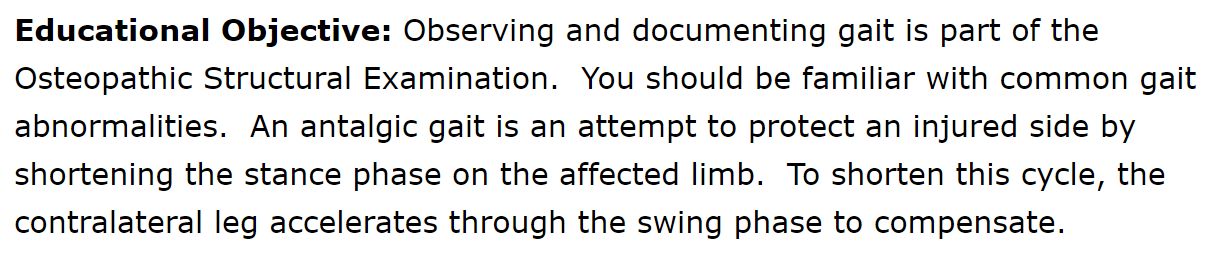 Educational Objective: Observing and documenting gait is part of the
Osteopathic Structural Examination.  You should be familiar with common gait
abnormalities.  An antalgic gait is an attempt to protect an injured side by
shortening the stance phase on the affected limb.  To shorten this cycle, the
contralateral leg accelerates through the swing phase to compensate.